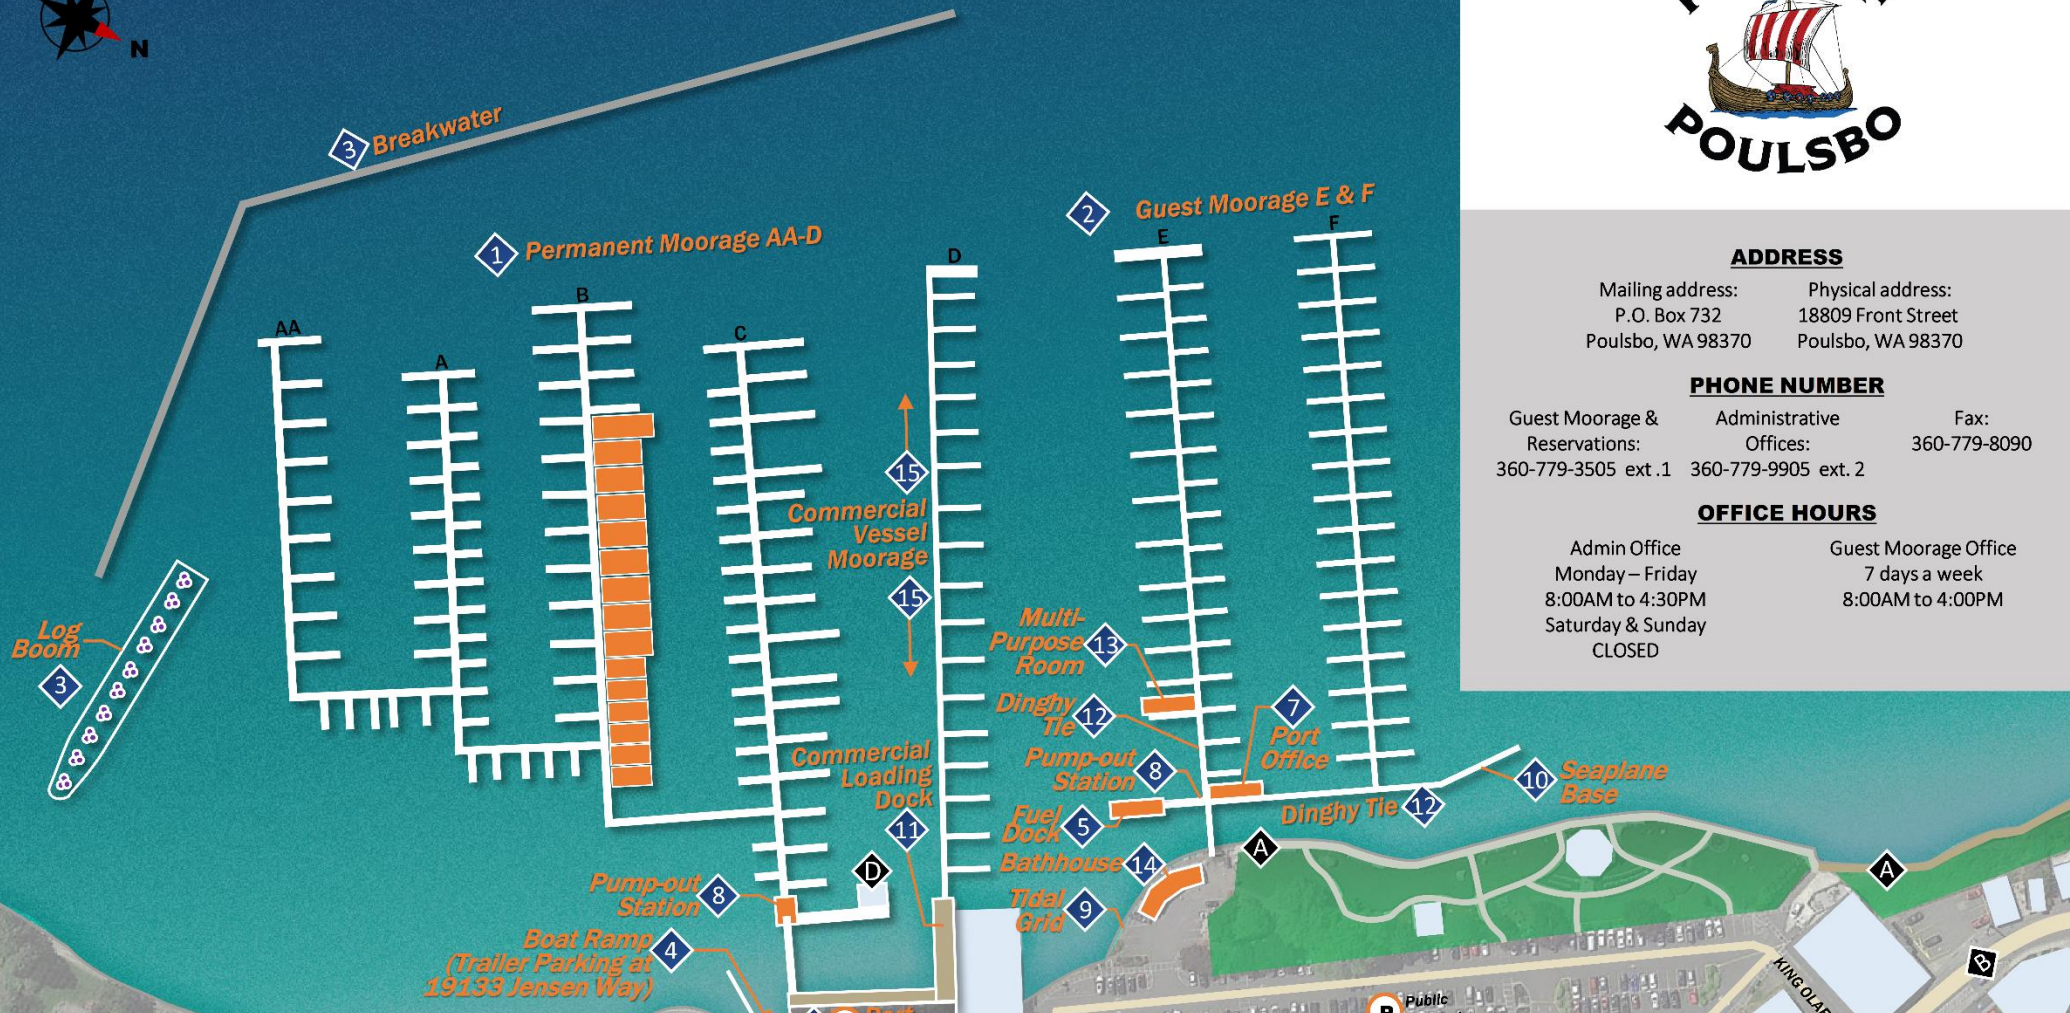 N
3 Breakwater
1 Permanent Moorage AA-D
2 Guest Moorage E & F
AA
A
B
C
D
E
F
15
Commercial
Vessel
Moorage
15
Log
Boom
3
Multi-
Purpose
Room
13
Dinghy
Tie
12
Pump-out
Station
8
7
Port
Office
Fuel
Dock
5
Dinghy Tie 12
10 Seaplane
Base
Commercial
Loading
Dock
11
Bathhouse 14
Tidal
Grid
9
Pump-out
Station
8
D
Boat Ramp
(Trailer Parking at
19133 Jensen Way)
4
A
A
B
Public
POULSBO
ADDRESS
Mailing address:
P.O. Box 732
Poulsbo, WA 98370
Physical address:
18809 Front Street
Poulsbo, WA 98370
PHONE NUMBER
Guest Moorage &
Reservations:
360-779-3505 ext .1
Administrative
Offices:
360-779-9905 ext. 2
Fax:
360-779-8090
OFFICE HOURS
Admin Office
Monday – Friday
8:00AM to 4:30PM
Saturday & Sunday
CLOSED
Guest Moorage Office
7 days a week
8:00AM to 4:00PM